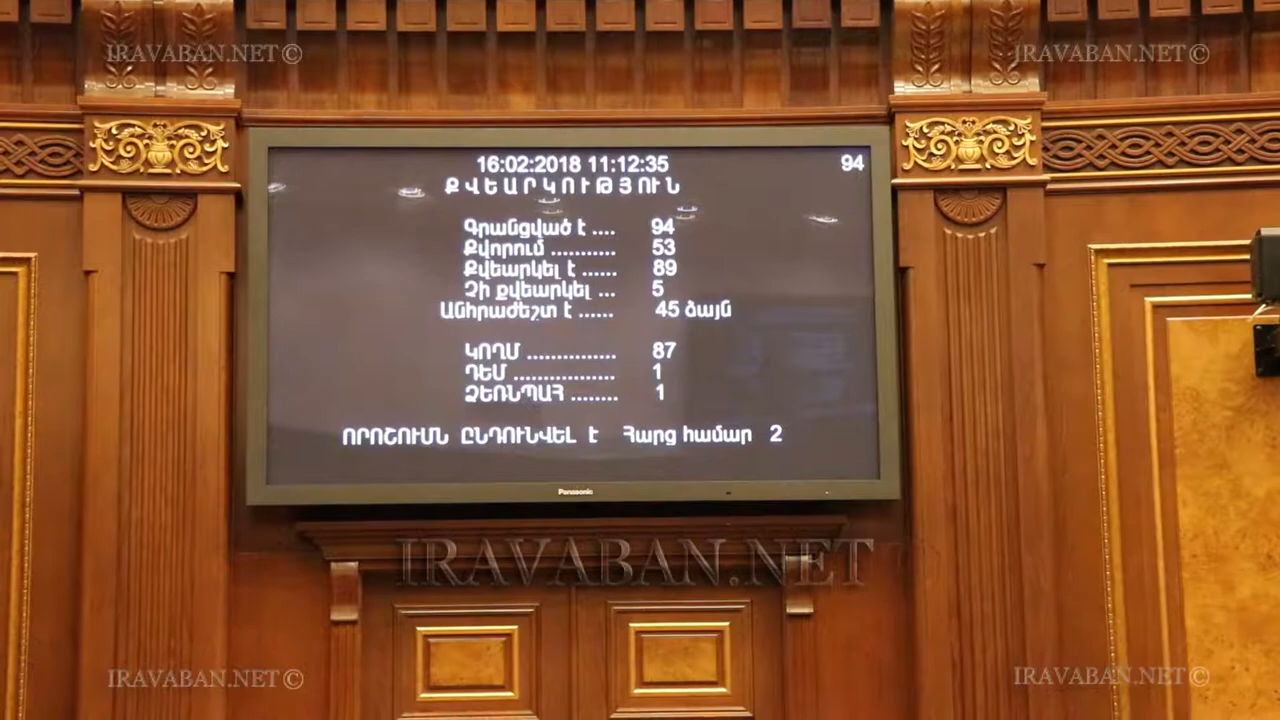 IRAVABAN.NET© IRAVABAN.NET©
16:02:2018 11:12:35 94
ՔՎԵԱՐԿՈՒԹՅՈՒՆ
Գրանցված է .... 94
Քվորում ........... 53
Քվեարկել է ...... 89
Չի քվեարկել ... 5
Անհրաժեշտ է ...... 45 ձայն
ԿՈՂՄ ............... 87
ԴԵՄ ................. 1
ՁԵՌՆՊԱՀ ........ 1
ՈՐՈՇՈՒՄՆ ԸՆԴՈՒՆՎԵԼ է Հարց համար 2
Panasonic
IRAVABAN.NET
IRAVABAN.NET© IRAVABAN.NET©